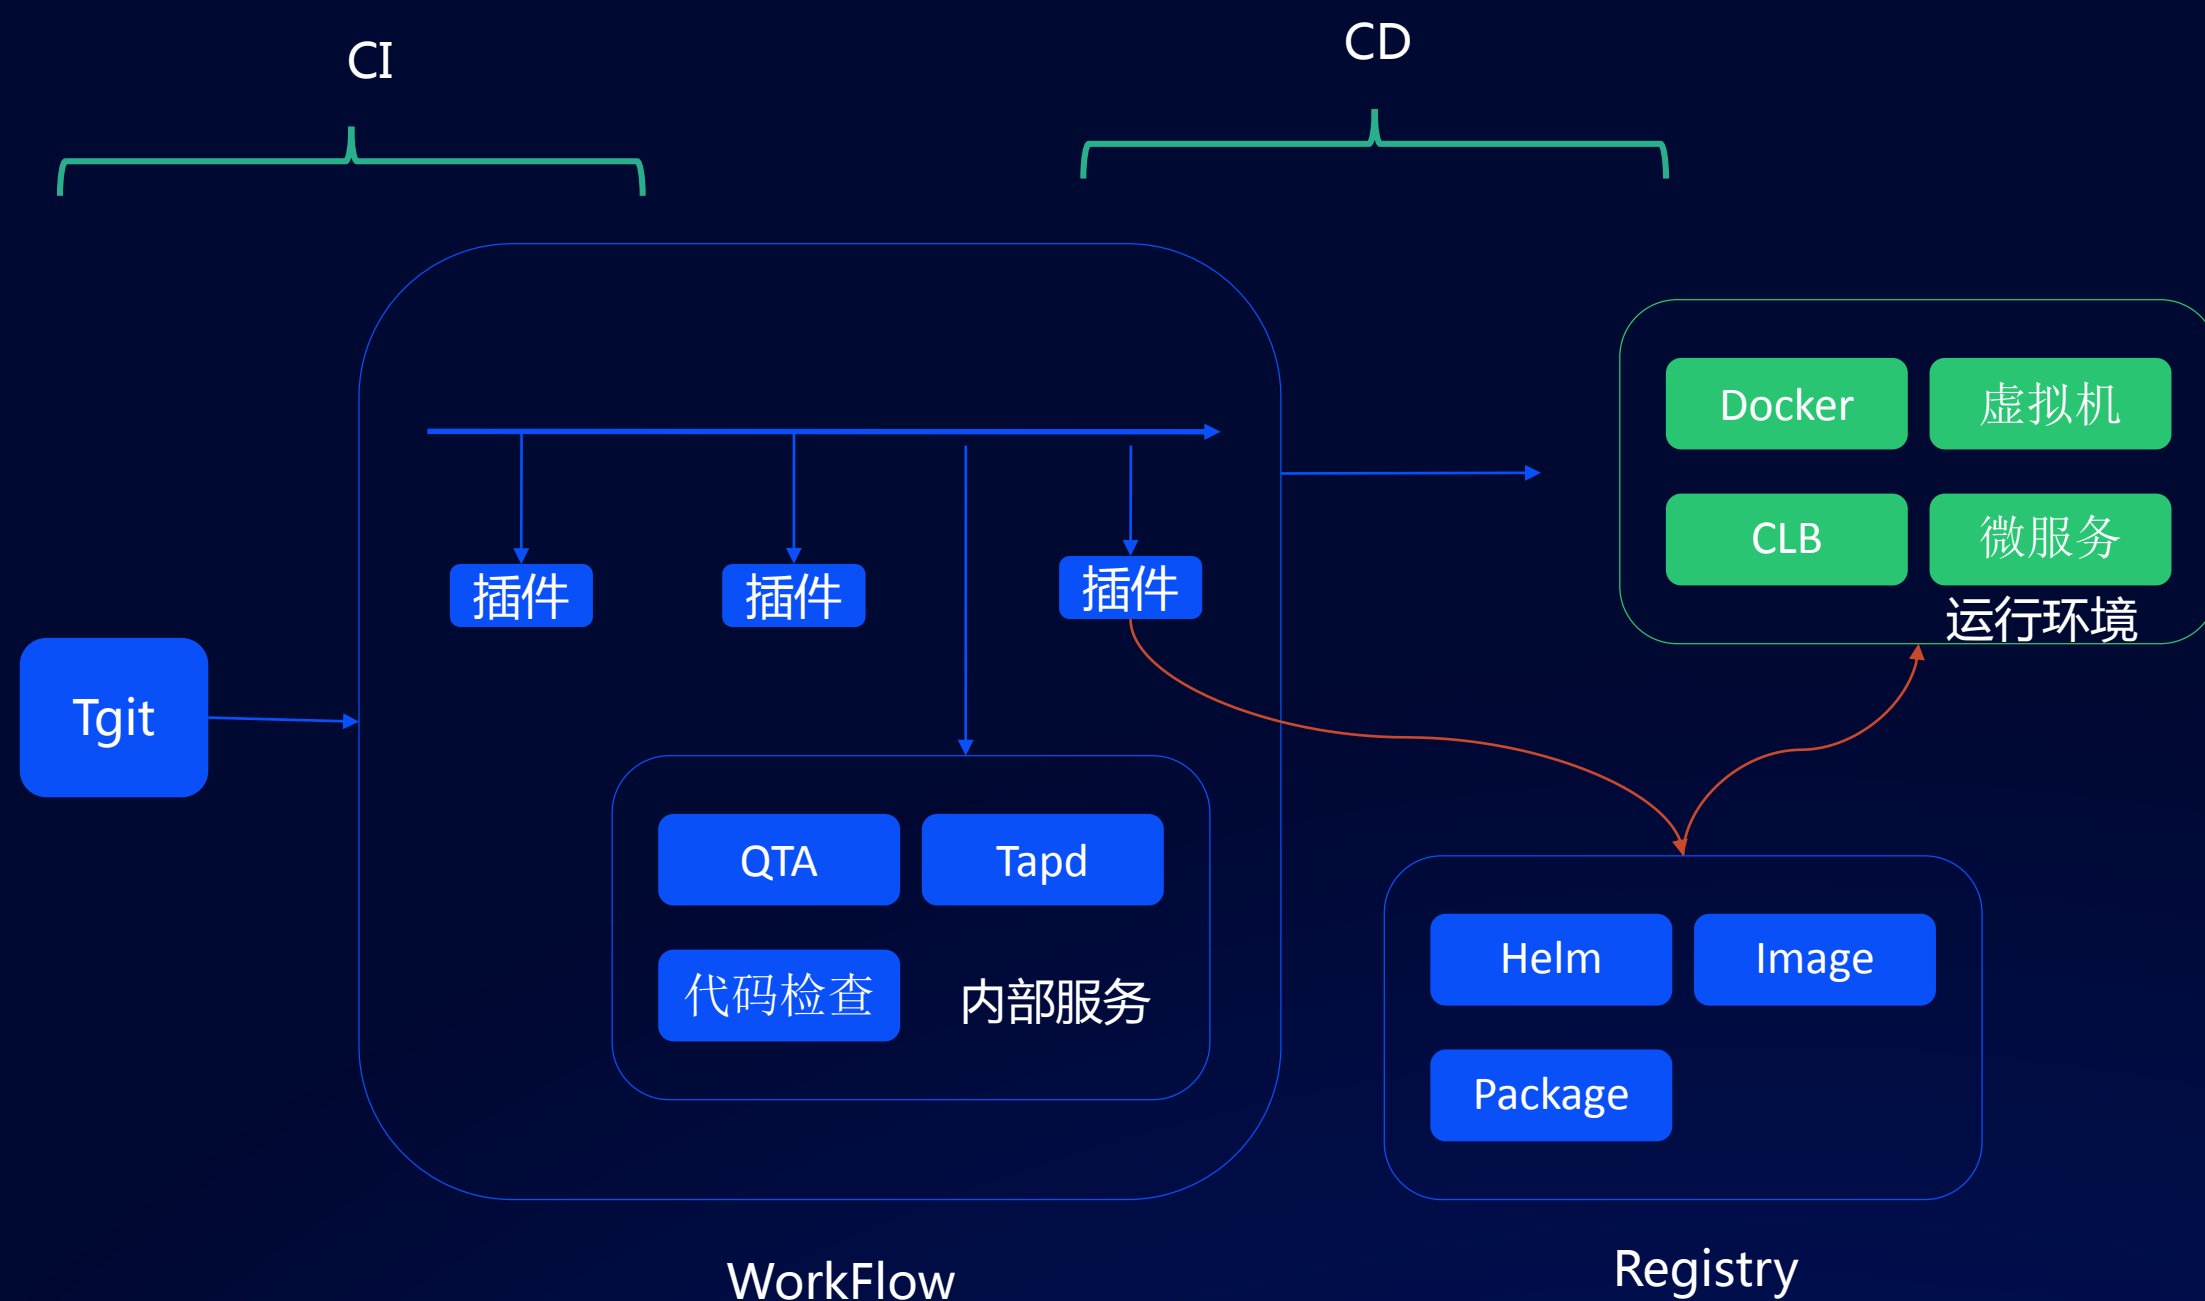 CI
CD
Docker
虚拟机
CLB
微服务
运行环境
插件
插件
插件
Tgit
QTA
Tapd
代码检查
内部服务
Helm
Image
Package
WorkFlow
Registry